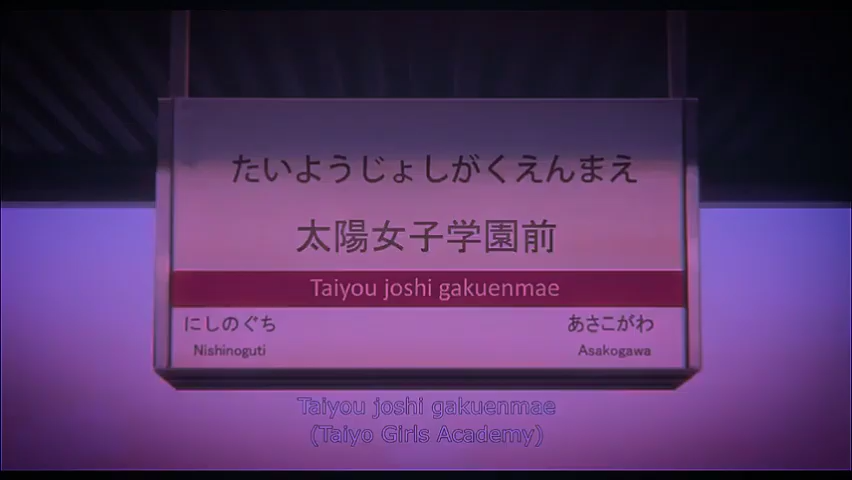 たいようじょしがくえんまえ
太陽女子学園前
Taiyou joshi gakuenmae
にしのぐち
あさこがわ
Nishinoguti
Asakogawa
Taiyou joshi gakuenmae
(Taiyo Girls Academy)